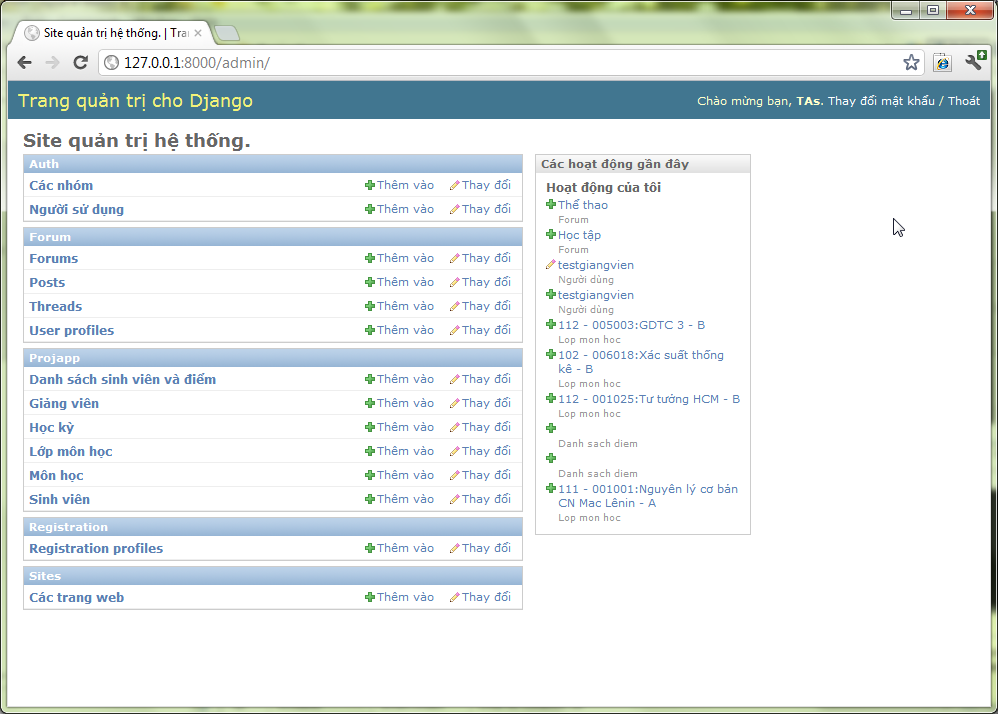 Site quản trị hệ thống. | Tra
127.0.0.1:8000/admin/
Trang quản trị cho Django
Chào mừng bạn, TAs. Thay đổi mật khẩu / Thoát
Site quản trị hệ thống.
Auth
Các nhóm Thêm vào Thay đổi
Người sử dụng Thêm vào Thay đổi
Forum
Forums Thêm vào Thay đổi
Posts Thêm vào Thay đổi
Threads Thêm vào Thay đổi
User profiles Thêm vào Thay đổi
Projapp
Danh sách sinh viên và điểm Thêm vào Thay đổi
Giảng viên Thêm vào Thay đổi
Học kỳ Thêm vào Thay đổi
Lớp môn học Thêm vào Thay đổi
Môn học Thêm vào Thay đổi
Sinh viên Thêm vào Thay đổi
Registration
Registration profiles Thêm vào Thay đổi
Sites
Các trang web Thêm vào Thay đổi
Các hoạt động gần đây
Hoạt động của tôi
Thể thao
Forum
Học tập
Forum
testgiangvien
Người dùng
testgiangvien
Người dùng
112 - 005003:GDTC 3 - B
Lop mon hoc
102 - 006018:Xác suất thống
kê - B
Lop mon hoc
112 - 001025:Tư tưởng HCM - B
Lop mon hoc
Danh sach diem
Danh sach diem
111 - 001001:Nguyên lý cơ bản
CN Mac Lênin - A
Lop mon hoc